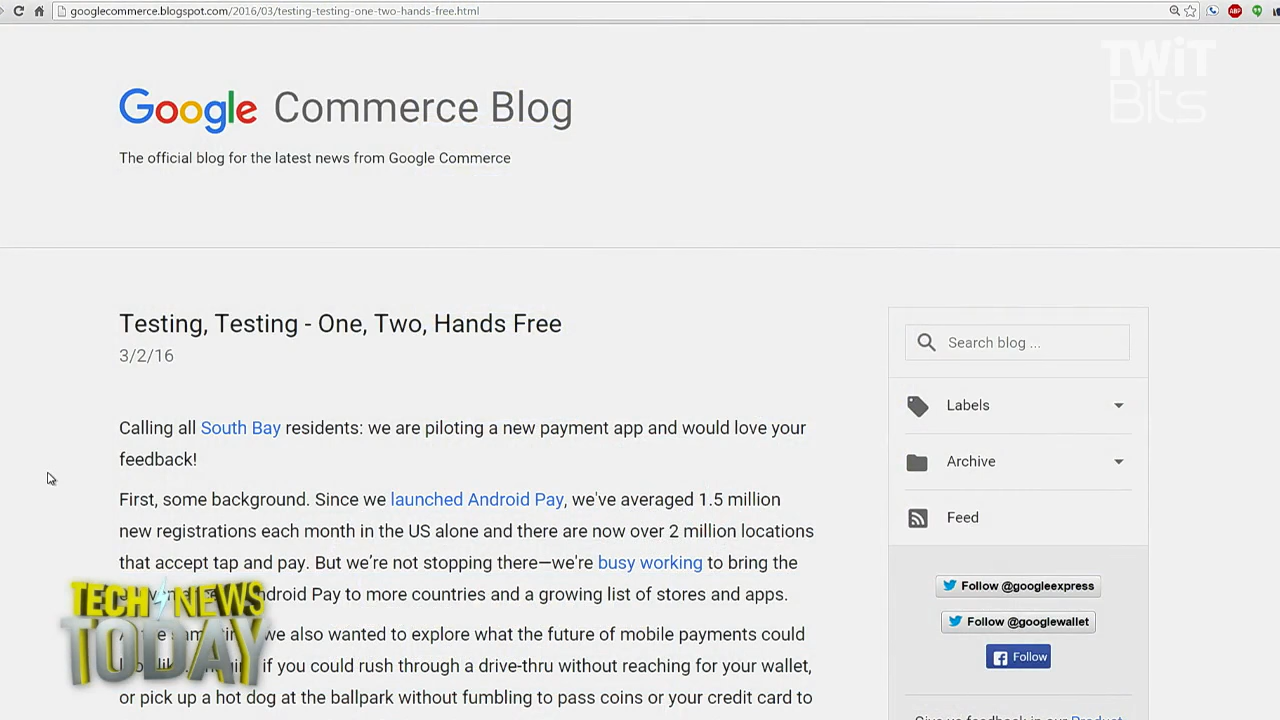 googlecommerce.blogspot.com/2016/03/testing-testing-one-two-hands-free.html
ABP
TWiT
Bits
Google Commerce Blog
The official blog for the latest news from Google Commerce
Testing, Testing - One, Two, Hands Free
3/2/16
Search blog ...
Labels
Archive
Feed
Calling all South Bay residents: we are piloting a new payment app and would love your
feedback!
First, some background. Since we launched Android Pay, we've averaged 1.5 million
new registrations each month in the US alone and there are now over 2 million locations
that accept tap and pay. But we’re not stopping there—we're busy working to bring the
Android Pay to more countries and a growing list of stores and apps.
we also wanted to explore what the future of mobile payments could
if you could rush through a drive-thru without reaching for your wallet,
or pick up a hot dog at the ballpark without fumbling to pass coins or your credit card to
TECH NEWS
TODAY
Follow @googleexpress
Follow @googlewallet
Follow
Give us feedback in our Product